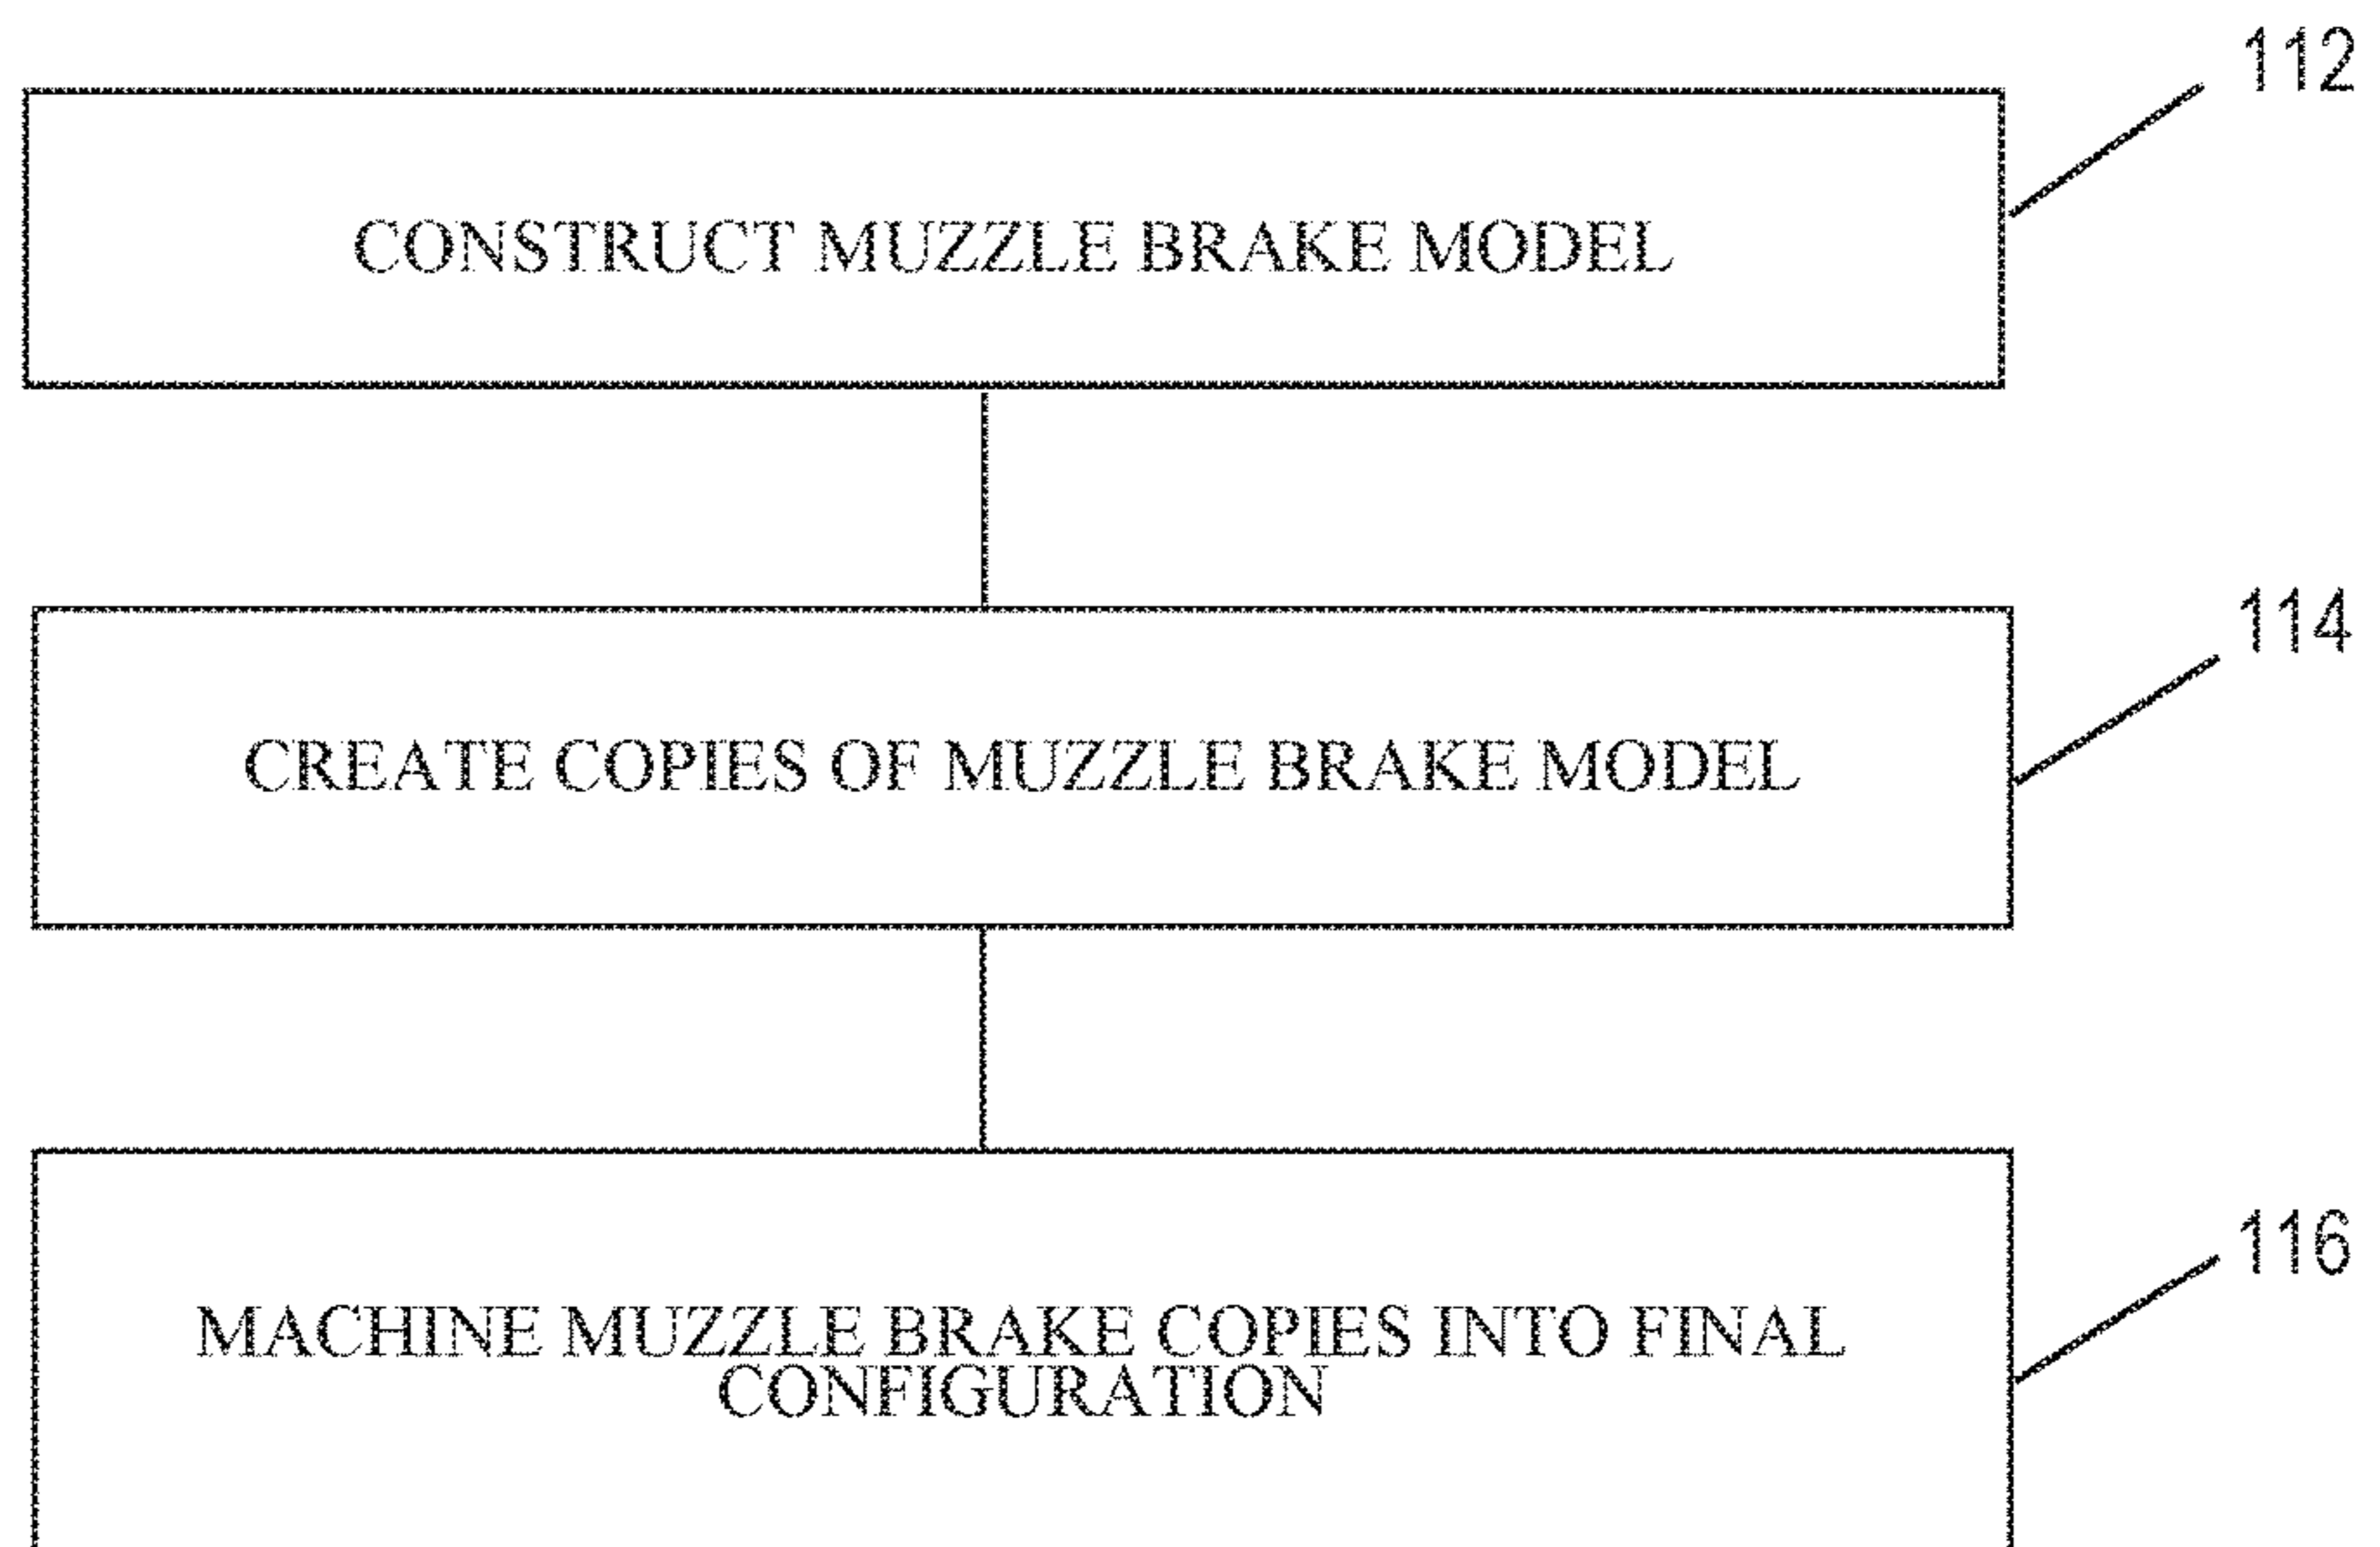 112
CONSTRUCT MUZZLE BRAKE MODEL
114
CREATE COPIES OF MUZZLE BRAKE MODEL
116
MACHINE MUZZLE BRAKE COPIES INTO FINAL
CONFIGURATION